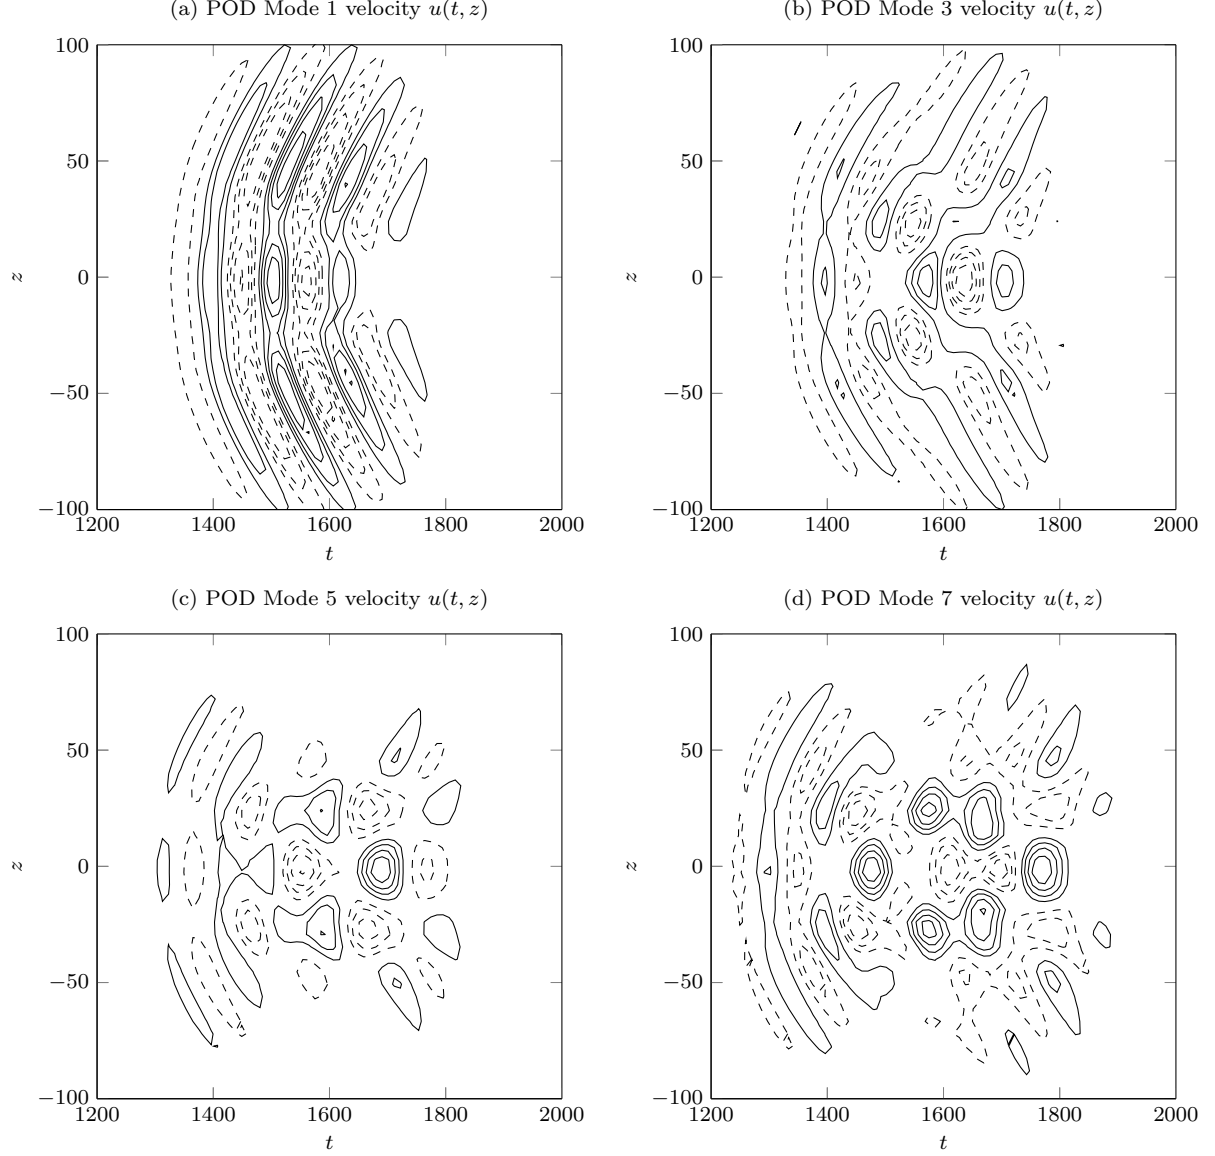 (a) POD Mode 1 velocity u(t, z)
100
50
0
−50
−100
z
1200 1400 1600 1800 2000
t
(b) POD Mode 3 velocity u(t, z)
100
50
0
−50
−100
z
1200 1400 1600 1800 2000
t
(c) POD Mode 5 velocity u(t, z)
100
50
0
−50
−100
z
1200 1400 1600 1800 2000
t
(d) POD Mode 7 velocity u(t, z)
100
50
0
−50
−100
z
1200 1400 1600 1800 2000
t